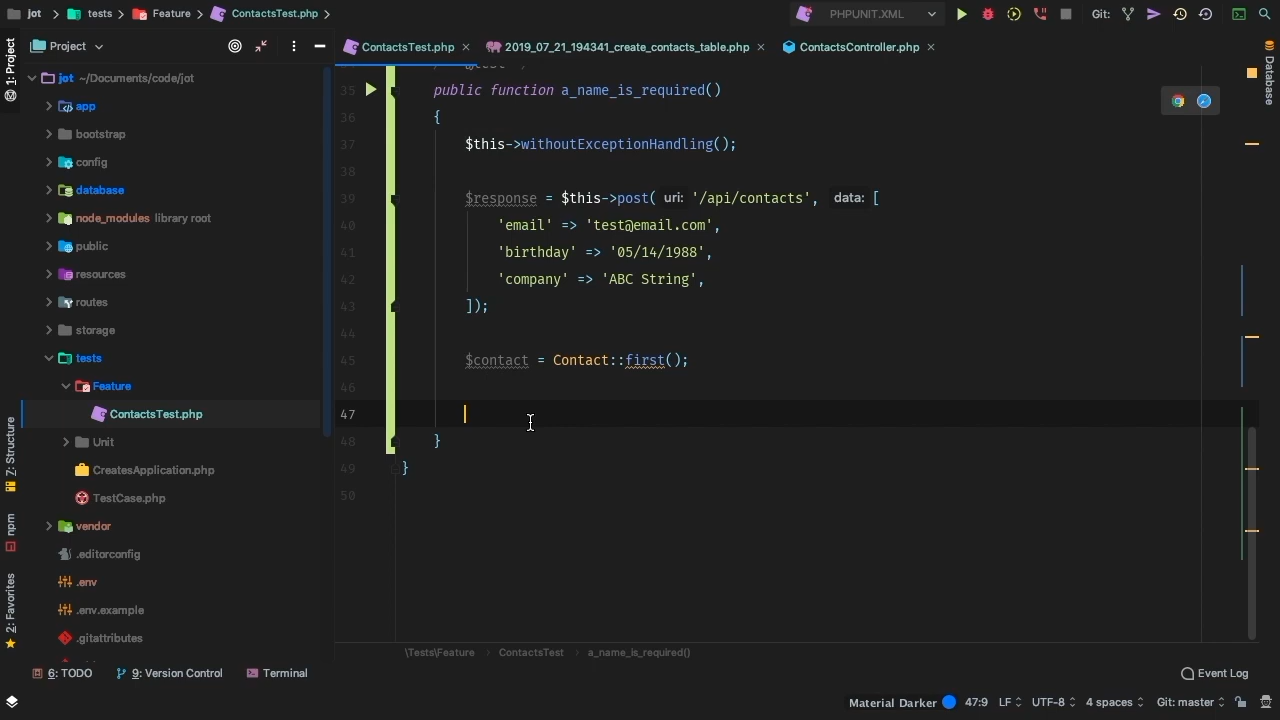 jot
tests
Feature
ContactsTest.php
PHPUNIT.XML
Git:
1: Project
Project
ContactsTest.php
2019_07_21_194341_create_contacts_table.php
ContactsController.php
Database
jot ~/Documents/code/jot
app
bootstrap
config
database
node_modules library root
public
resources
routes
storage
tests
Feature
ContactsTest.php
Unit
CreatesApplication.php
TestCase.php
vendor
.editorconfig
.env
.env.example
.gitattributes
7: Structure
npm
2: Favorites
35 public function a_name_is_required()
36 {
37 $this->withoutExceptionHandling();
38
39 $response = $this->post( uri: '/api/contacts', data: [
40 'email' => 'test@email.com',
41 'birthday' => '05/14/1988',
42 'company' => 'ABC String',
43 ]);
44
45 $contact = Contact::first();
46
47
48 }
49 }
50
\Tests\Feature
ContactsTest
a_name_is_required()
6: TODO
9: Version Control
Terminal
Event Log
Material Darker
47:9
LF
UTF-8
4 spaces
Git: master